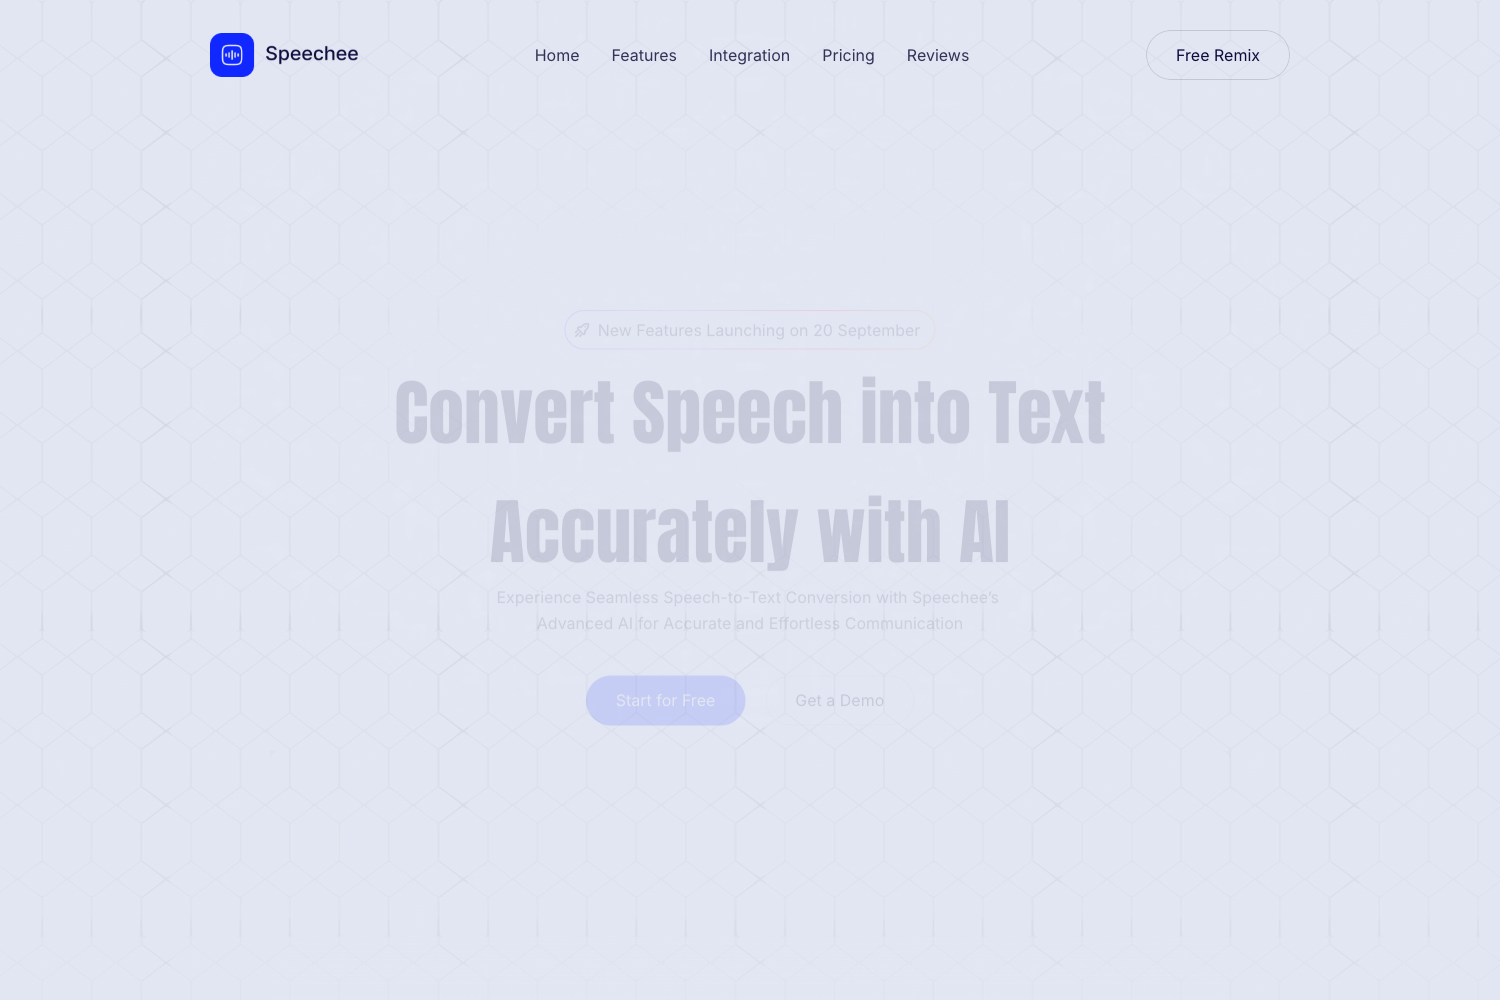 Speechee
Home
Features
Integration
Pricing
Reviews
Free Remix
New Features Launching on 20 September
Convert Speech into Text
Accurately with AI
Experience Seamless Speech-to-Text Conversion with Speechee's
Advanced AI for Accurate and Effortless Communication
Start for Free
Get a Demo